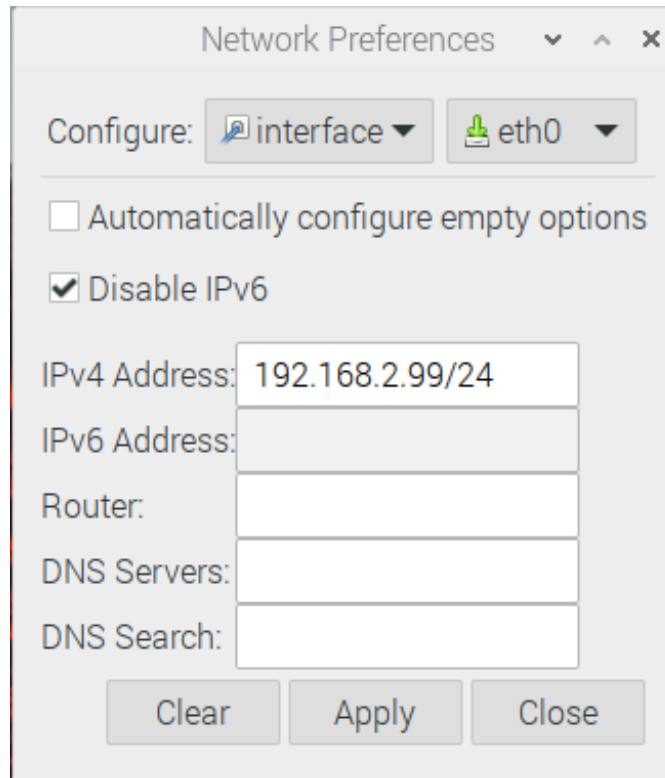 Network Preferences
Configure: interface eth0
Automatically configure empty options
Disable IPv6
IPv4 Address: 192.168.2.99/24
IPv6 Address:
Router:
DNS Servers:
DNS Search:
Clear Apply Close